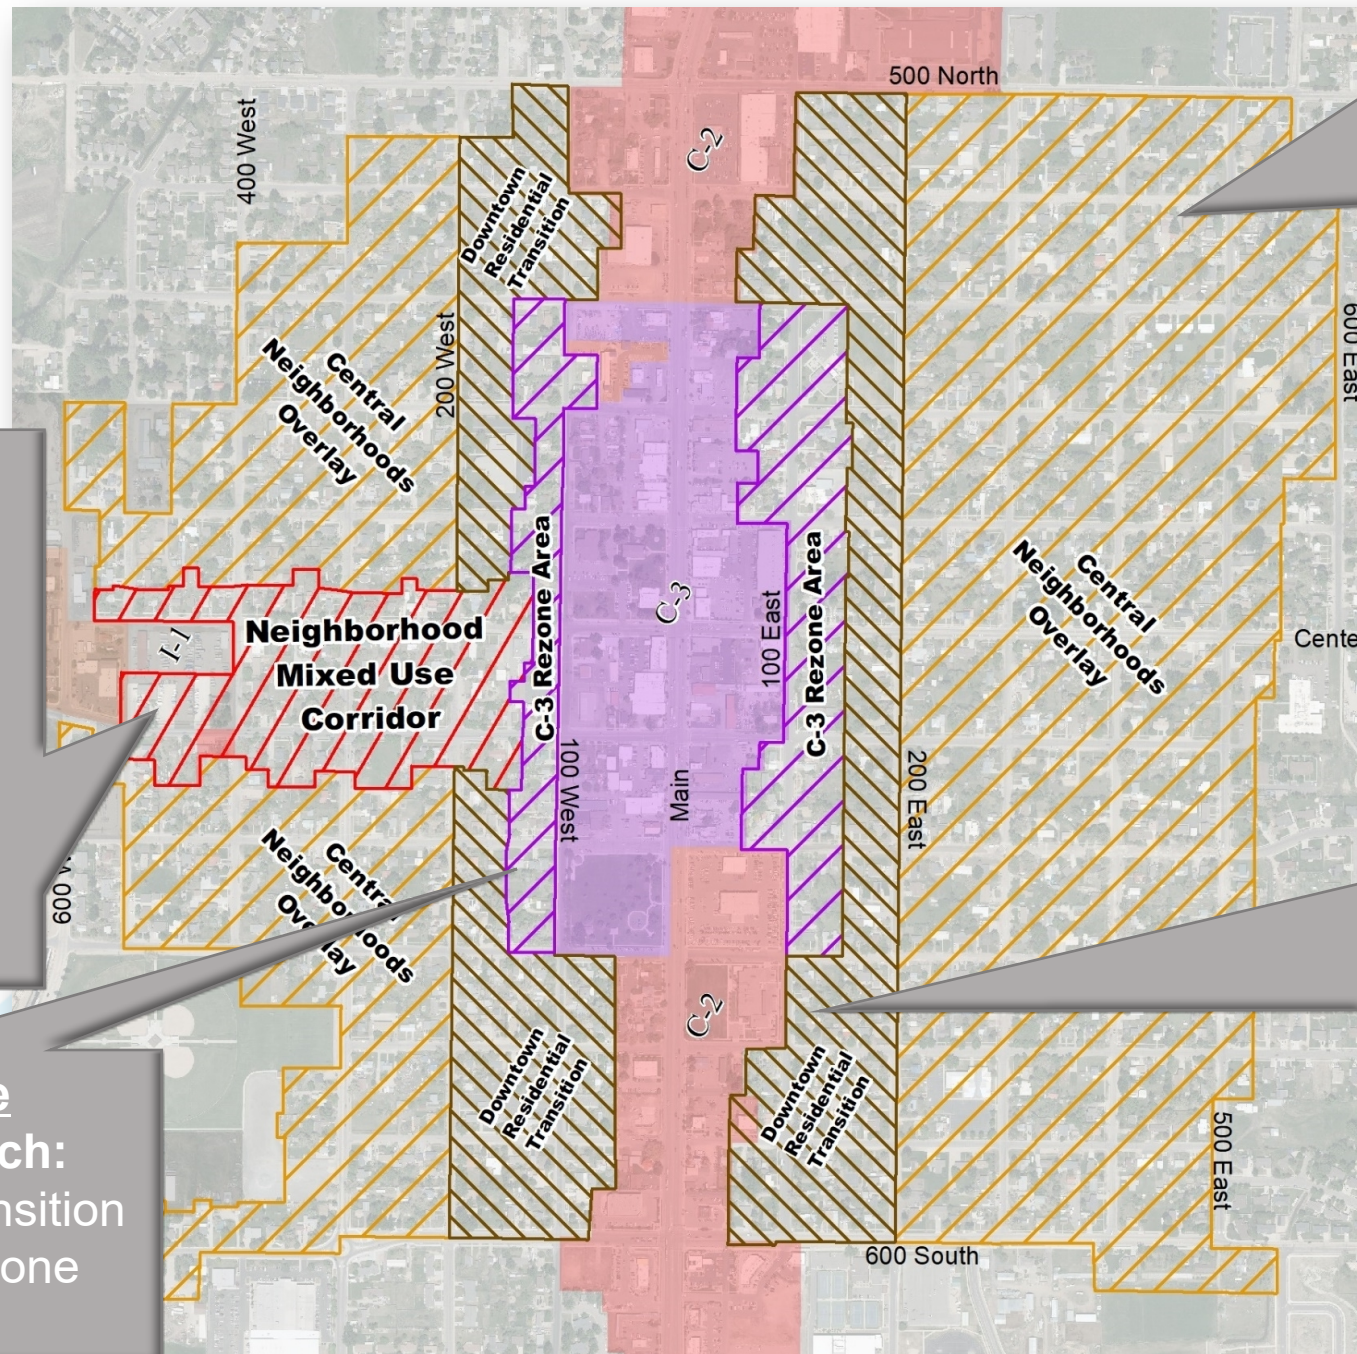 500 North
400 West
C-2
Downtown
Residential
Transition
600 East
200 West
Central
Neighborhoods
Overlay
C-3 Rezone Area
C-3
100 East
C-3 Rezone Area
Central
Neighborhoods
Overlay
I-1
Neighborhood
Mixed Use
Corridor
Cente
100 West
Main
200 East
600
Central
Neighborhoods
Overlay
C-2
Downtown
Residential
Transition
Downtown
Residential
Transition
500 East
600 South
e
ch:
nsition
one